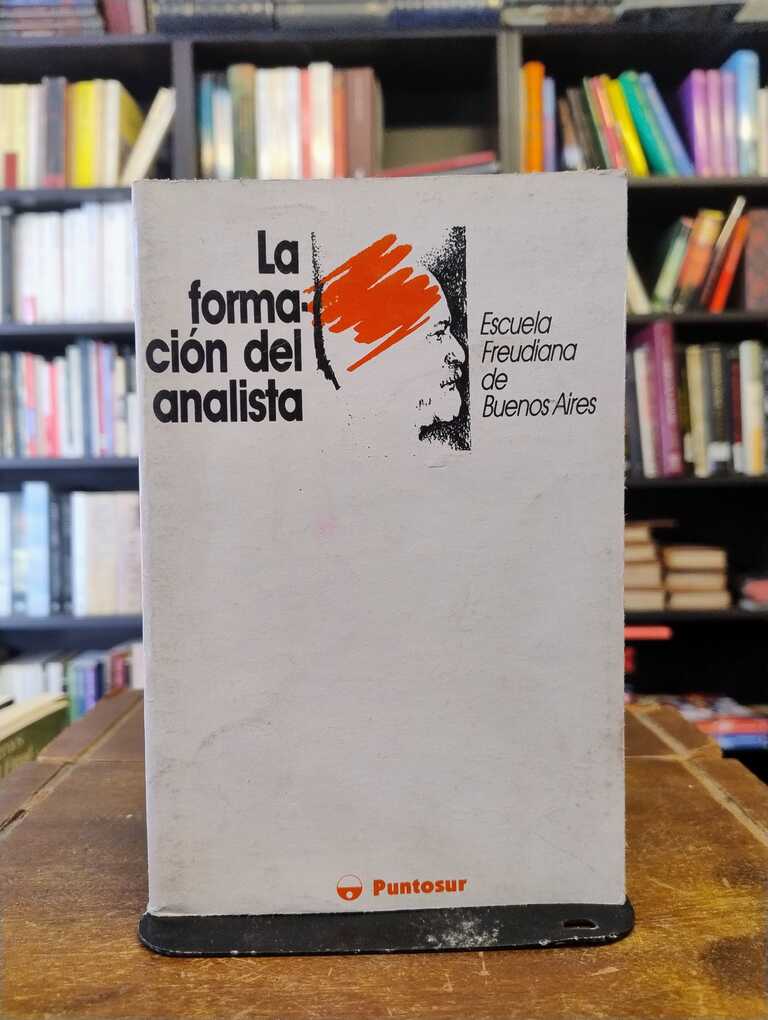 La
forma-
ción del
analista
Escuela
Freudiana
de
Buenos Aires
Puntosur